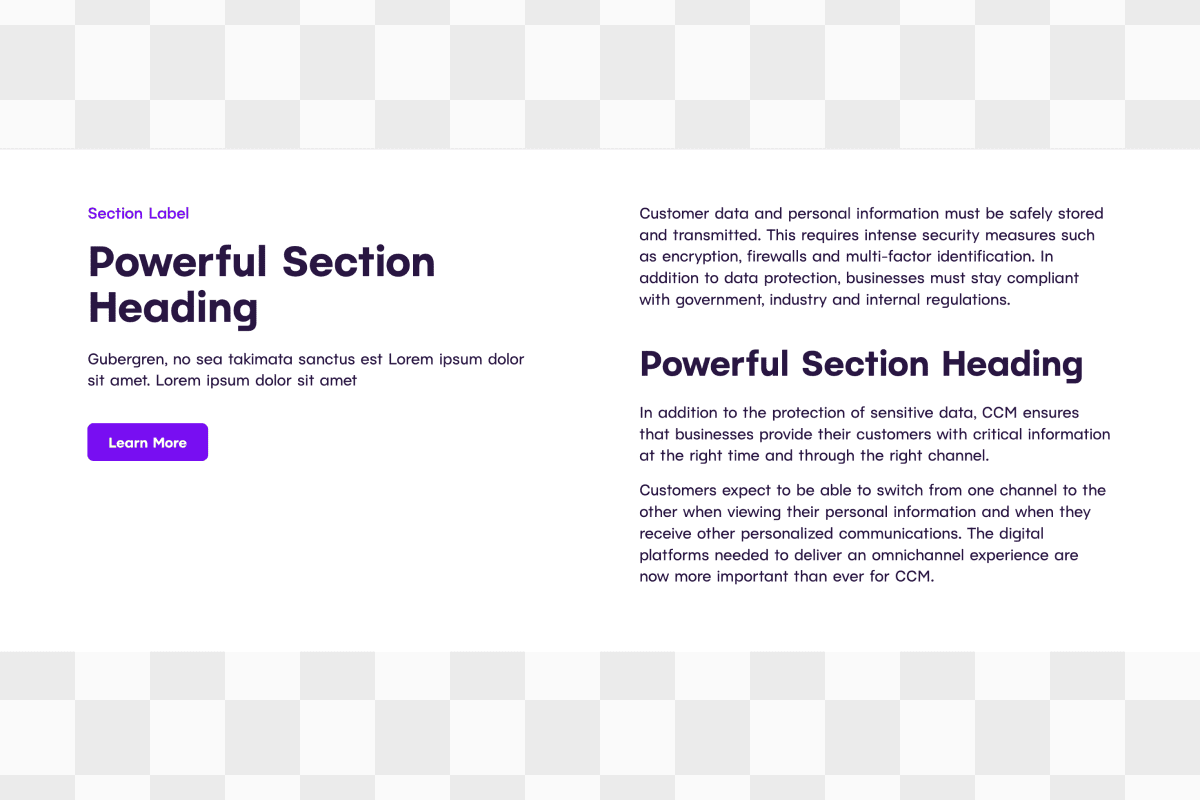 Section Label
Powerful Section
Heading
Gubergren, no sea takimata sanctus est Lorem ipsum dolor
sit amet. Lorem ipsum dolor sit amet
Learn More
Customer data and personal information must be safely stored
and transmitted. This requires intense security measures such
as encryption, firewalls and multi-factor identification. In
addition to data protection, businesses must stay compliant
with government, industry and internal regulations.
Powerful Section Heading
In addition to the protection of sensitive data, CCM ensures
that businesses provide their customers with critical information
at the right time and through the right channel.
Customers expect to be able to switch from one channel to the
other when viewing their personal information and when they
receive other personalized communications. The digital
platforms needed to deliver an omnichannel experience are
now more important than ever for CCM.